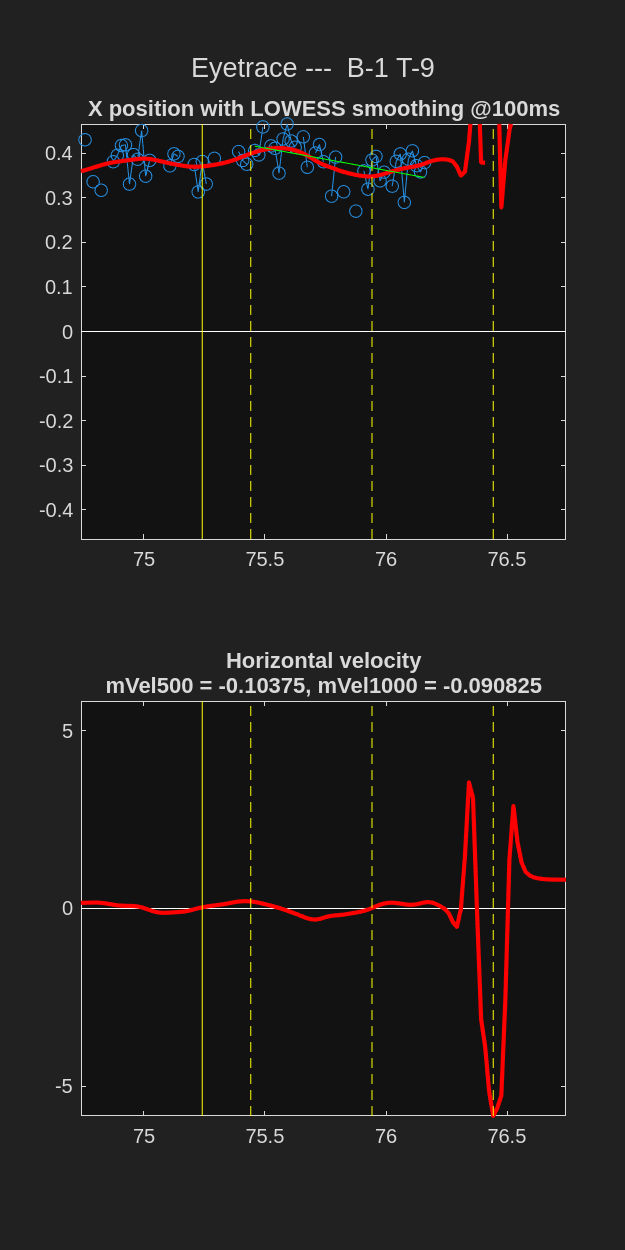 Eyetrace ---  B-1 T-9
X position with LOWESS smoothing @100ms
0.4
0.3
0.2
0.1
0
-0.1
-0.2
-0.3
-0.4
75 75.5 76 76.5
Horizontal velocity
mVel500 = -0.10375, mVel1000 = -0.090825
5
0
-5
75 75.5 76 76.5